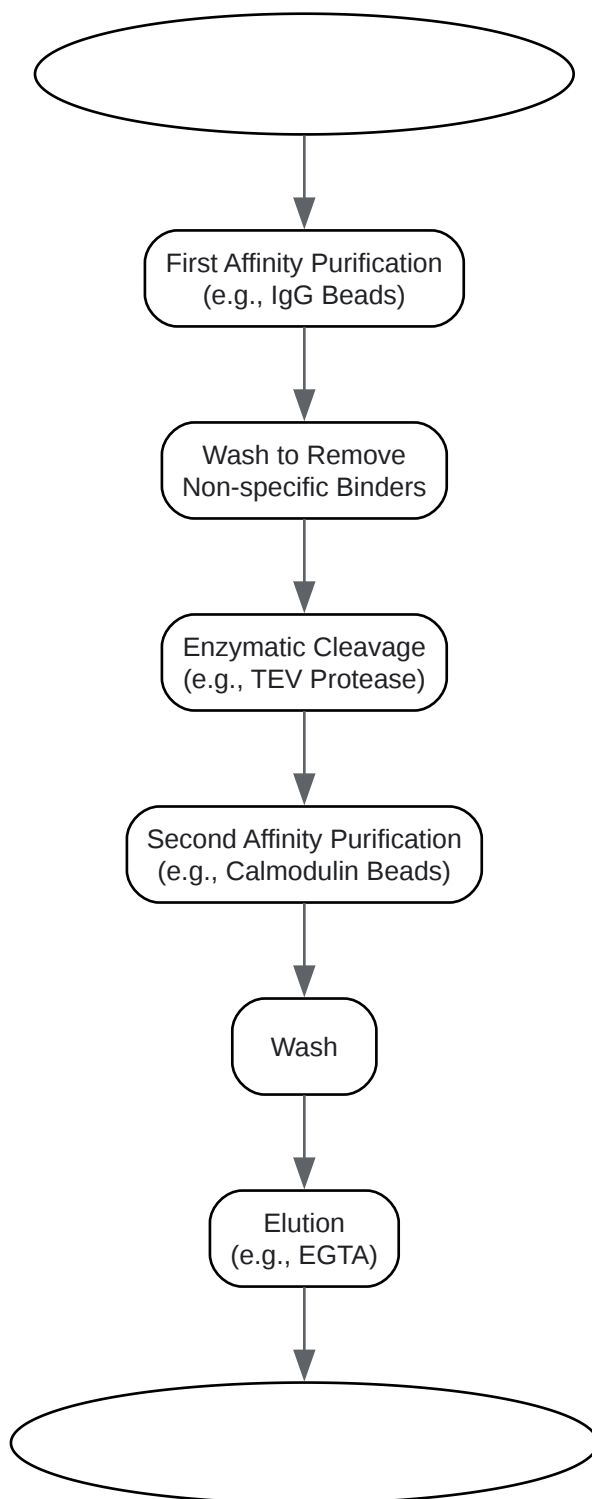 First Affinity Purification
(e.g., IgG Beads)
Wash to Remove
Non-specific Binders
Enzymatic Cleavage
(e.g., TEV Protease)
Second Affinity Purification
(e.g., Calmodulin Beads)
Wash
Elution
(e.g., EGTA)